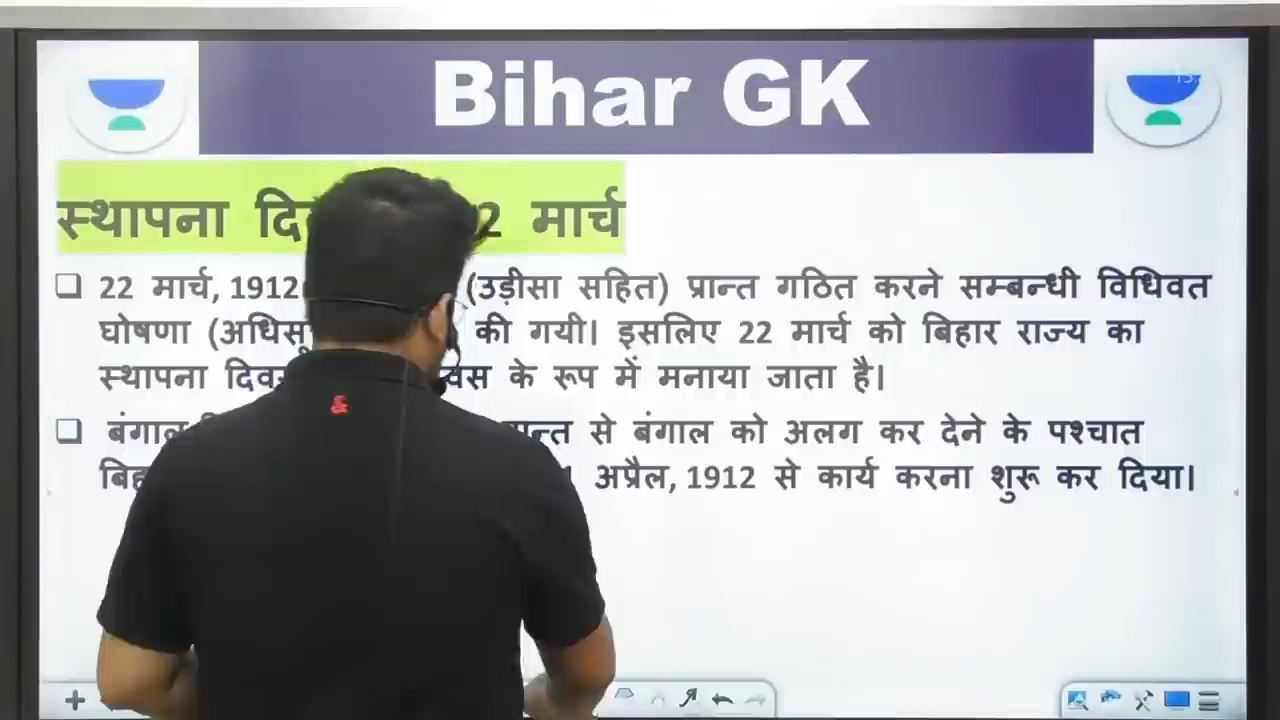 Bihar GK
स्थापना 2 मार्च
22 मार्च, 1912 (उड़ीसा सहित) प्रान्त गठित करने सम्बन्धी विधिवत
घोषणा की गयी। इसलिए 22 मार्च को बिहार राज्य का
स्थापना के रूप में मनाया जाता है।
से बंगाल को अलग कर देने के पश्चात
अप्रैल, 1912 से कार्य करना शुरू कर दिया।
&